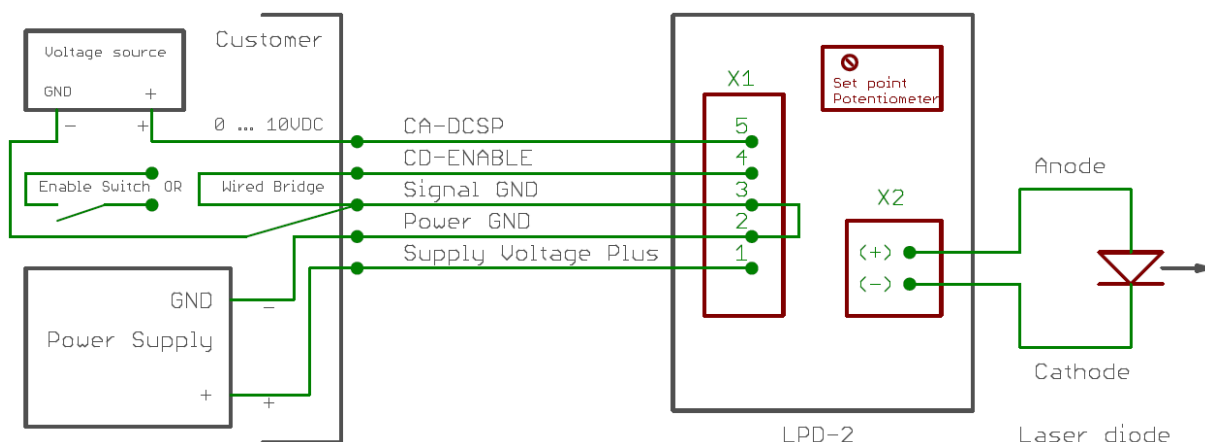 Customer
Voltage source
GND +
- +
0 ... 10VDC
Enable Switch OR
Wired Bridge
GND
-
Power Supply
+
+
CA-DCSP
CD-ENABLE
Signal GND
Power GND
Supply Voltage Plus
X1
5
4
3
2
1
Set point
Potentiometer
X2
(+)
(-)
LPD-2
Anode
Cathode
Laser diode